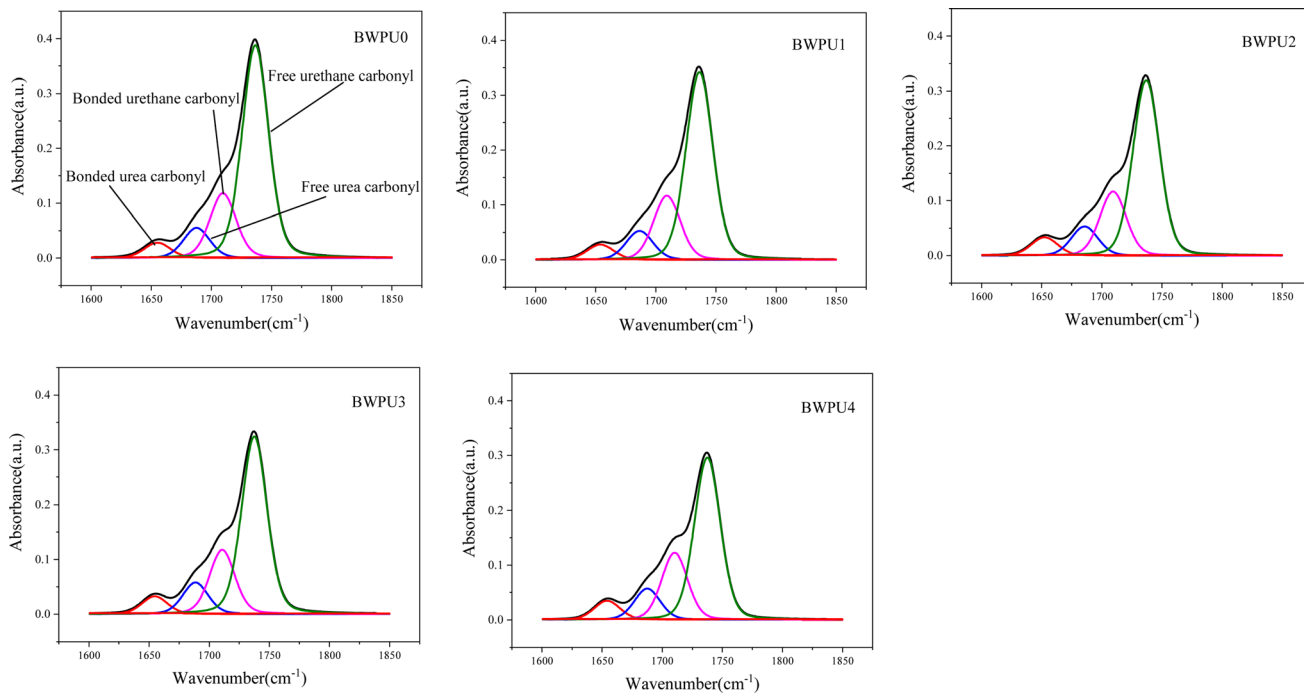 BWPU0
Free urethane carbonyl
Bonded urethane carbonyl
Bonded urea carbonyl
Free urea carbonyl
Absorbance(a.u.)
0.4
0.3
0.2
0.1
0.0
1600 1650 1700 1750 1800 1850
Wavenumber(cm⁻¹)
BWPU1
Absorbance(a.u.)
0.4
0.3
0.2
0.1
0.0
1600 1650 1700 1750 1800 1850
Wavenumber(cm⁻¹)
BWPU2
Absorbance(a.u.)
0.4
0.3
0.2
0.1
0.0
1600 1650 1700 1750 1800 1850
Wavenumber(cm⁻¹)
BWPU3
Absorbance(a.u.)
0.4
0.3
0.2
0.1
0.0
1600 1650 1700 1750 1800 1850
Wavenumber(cm⁻¹)
BWPU4
Absorbance(a.u.)
0.4
0.3
0.2
0.1
0.0
1600 1650 1700 1750 1800 1850
Wavenumber(cm⁻¹)